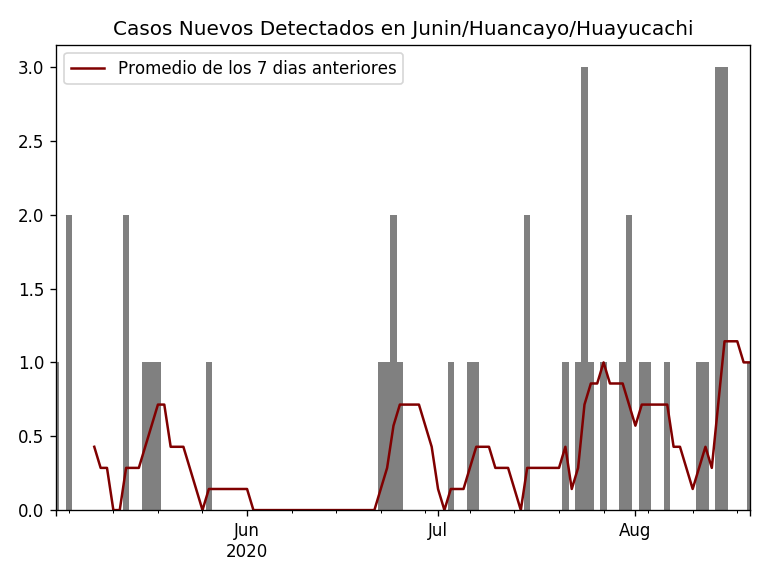 Casos Nuevos Detectados en Junin/Huancayo/Huayucachi
Promedio de los 7 dias anteriores
3.0
2.5
2.0
1.5
1.0
0.5
0.0
Jun
2020
Jul
Aug